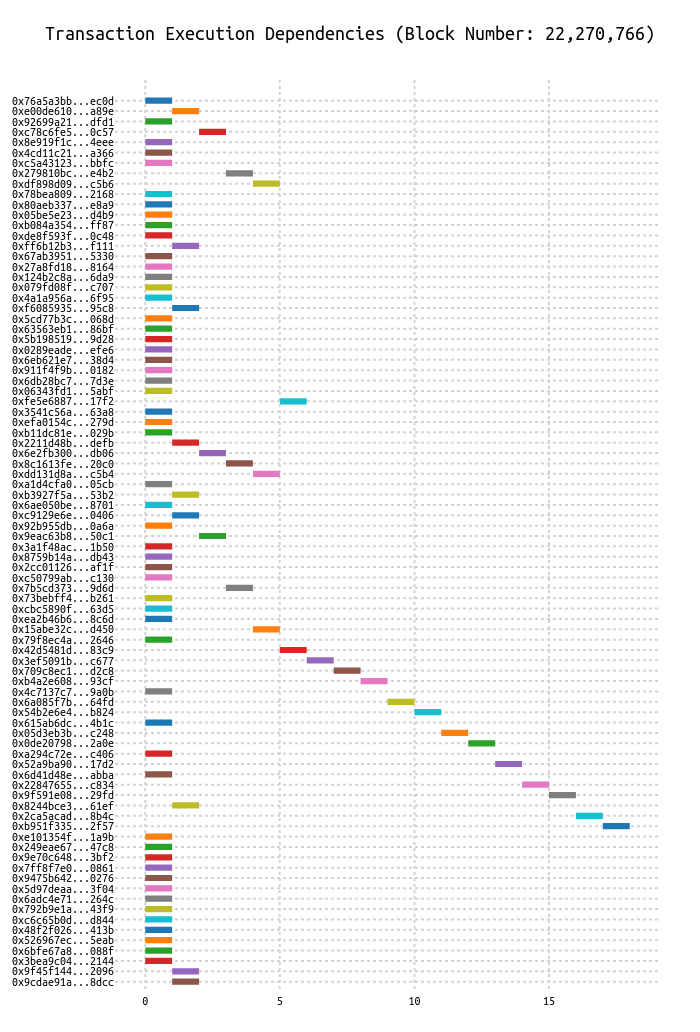 Transaction Execution Dependencies (Block Number: 22,270,766)
0x76a5a3bb...ec0d
0xe00de610...a89e
0x92699a21...dfd1
0xc78c6fe5...0c57
0x8e919f1c...4eee
0x4cd11c21...a366
0xc5a43123...bbfc
0x279810bc...e4b2
0xdf898d09...c5b6
0x78bea809...2168
0x80aeb337...e8a9
0x05be5e23...d4b9
0xb084a354...ff87
0xde8f593f...0c48
0xff6b12b3...f111
0x67ab3951...5330
0x27a8fd18...8164
0x124b2c8a...6da9
0x079fd08f...c707
0x4a1a956a...6f95
0xf6085935...95c8
0x5cd77b3c...068d
0x63563eb1...86bf
0x5b198519...9d28
0x0289eade...efe6
0x6eb621e7...38d4
0x911f4f9b...0182
0x6db28bc7...7d3e
0x06343fd1...5abf
0xfe5e6887...17f2
0x3541c56a...63a8
0xefa0154c...279d
0xb11dc81e...029b
0x2211d48b...defb
0x6e2fb300...db06
0x8c1613fe...20c0
0xdd131d8a...c5b4
0xa1d4cfa0...05cb
0xb3927f5a...53b2
0x6ae050be...8701
0xc9129e6e...0406
0x92b955db...0a6a
0x9eac63b8...50c1
0x3a1f48ac...1b50
0x8759b14a...db43
0x2cc01126...af1f
0xc50799ab...c130
0x7b5cd373...9d6d
0x73bebff4...b261
0xcbc5890f...63d5
0xea2b46b6...8c6d
0x15abe32c...d450
0x79f8ec4a...2646
0x42d5481d...83c9
0x3ef5091b...c677
0x709c8ec1...d2c8
0xb4a2e608...93cf
0x4c7137c7...9a0b
0x6a085f7b...64fd
0x54b2e6e4...b824
0x615ab6dc...4b1c
0x05d3eb3b...c248
0x0de20798...2a0e
0xa294c72e...c406
0x52a9ba90...17d2
0x6d41d48e...abba
0x22847655...c834
0x9f591e08...29fd
0x8244bce3...61ef
0x2ca5acad...8b4c
0xb951f335...2f57
0xe101354f...1a9b
0x249eae67...47c8
0x9e70c648...3bf2
0x7ff8f7e0...0861
0x9475b642...0276
0x5d97deaa...3f04
0x6adc4e71...264c
0x792b9e1a...43f9
0xc6c65b0d...d844
0x48f2f026...413b
0x526967ec...5eab
0x6bfe67a8...088f
0x3bea9c04...2144
0x9f45f144...2096
0x9cdae91a...8dcc
0 5 10 15